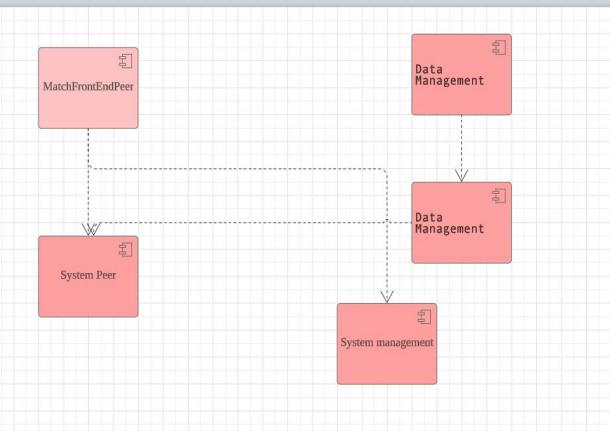 MatchFrontEndPeer
Data
Management
Data
Management
System Peer
System management